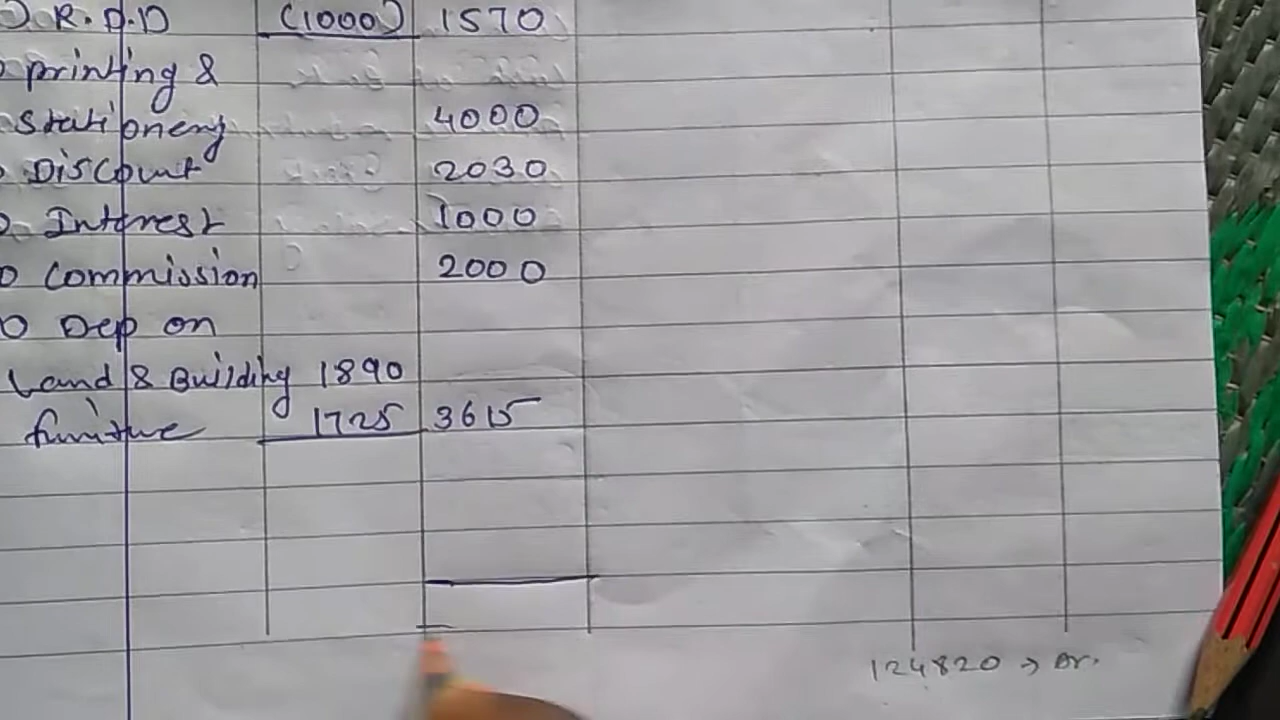 O R.D.D (1000) 1570
O printing &
Stationery 4000
O Discount 2030
O Interest 1000
O Commission 2000
O Dep on
Land & Building 1890
furniture 1725 3615
124820 → Dr.